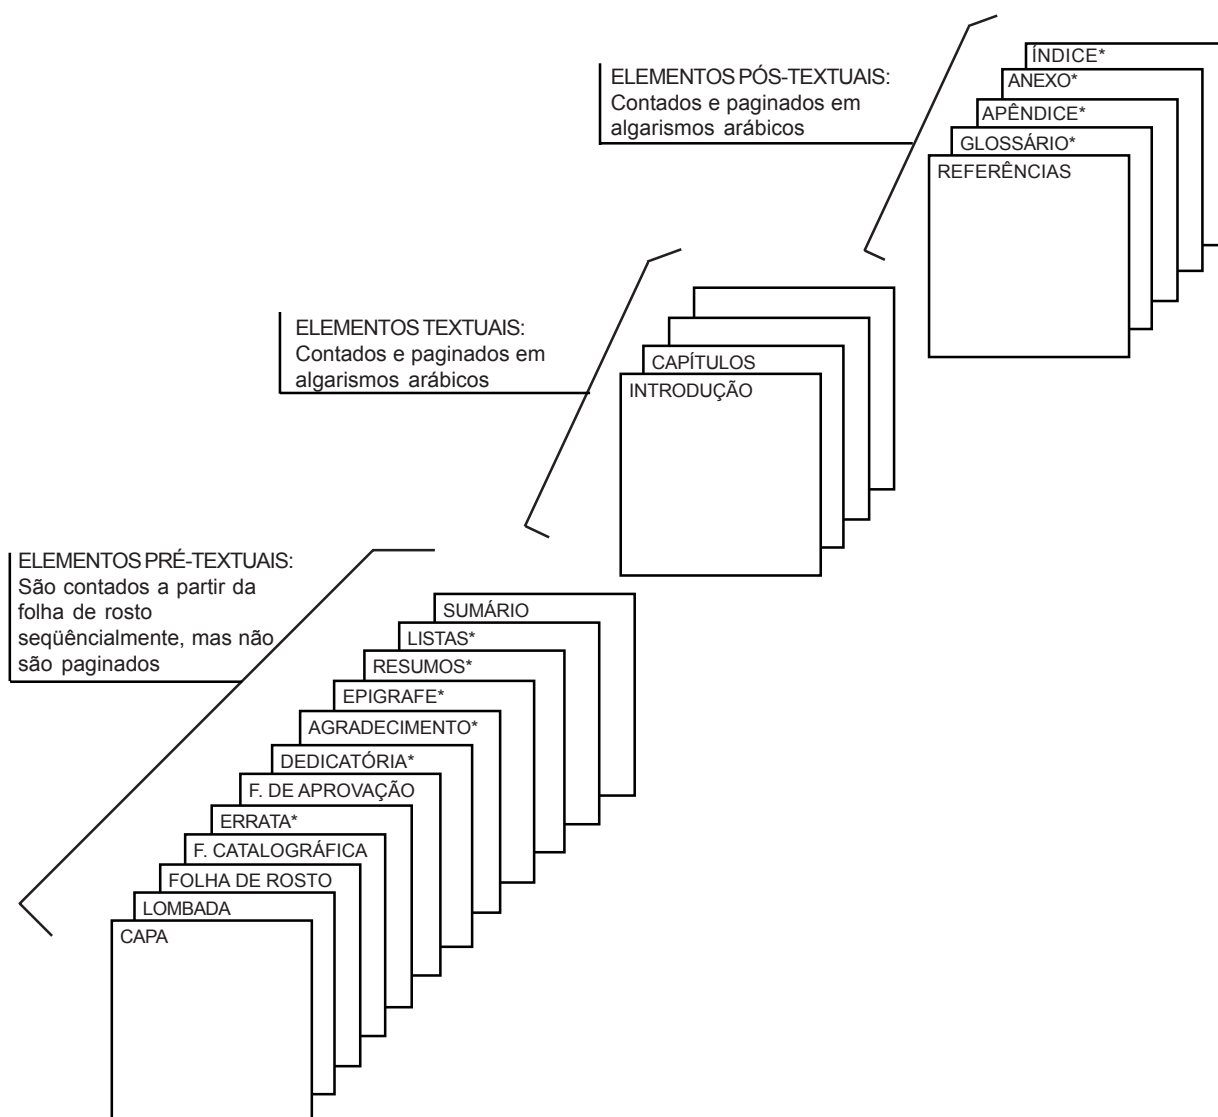 ELEMENTOS PÓS-TEXTUAIS:
Contados e paginados em
algarismos arábicos
ÍNDICE*
ANEXO*
APÊNDICE*
GLOSSÁRIO*
REFERÊNCIAS
ELEMENTOS TEXTUAIS:
Contados e paginados em
algarismos arábicos
CAPÍTULOS
INTRODUÇÃO
ELEMENTOS PRÉ-TEXTUAIS:
São contados a partir da
folha de rosto
seqüêncialmente, mas não
são paginados
SUMÁRIO
LISTAS*
RESUMOS*
EPIGRAFE*
AGRADECIMENTO*
DEDICATÓRIA*
F. DE APROVAÇÃO
ERRATA*
F. CATALOGRÁFICA
FOLHA DE ROSTO
LOMBADA
CAPA